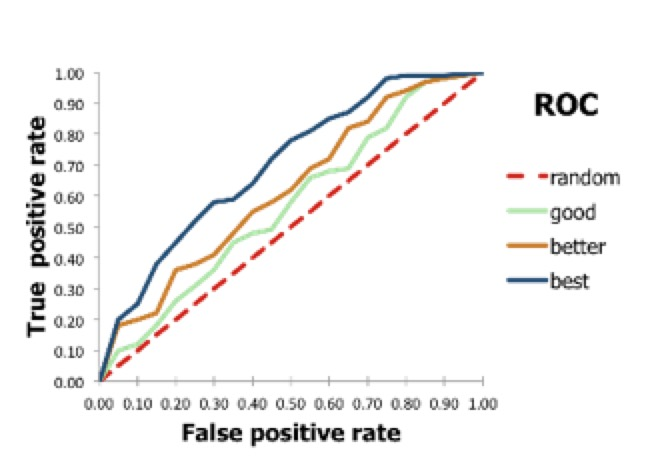 ROC
1.00
0.90
0.80
0.70
0.60
0.50
0.40
0.30
0.20
0.10
0.00
True positive rate
0.00 0.10 0.20 0.30 0.40 0.50 0.60 0.70 0.80 0.90 1.00
False positive rate
random
good
better
best